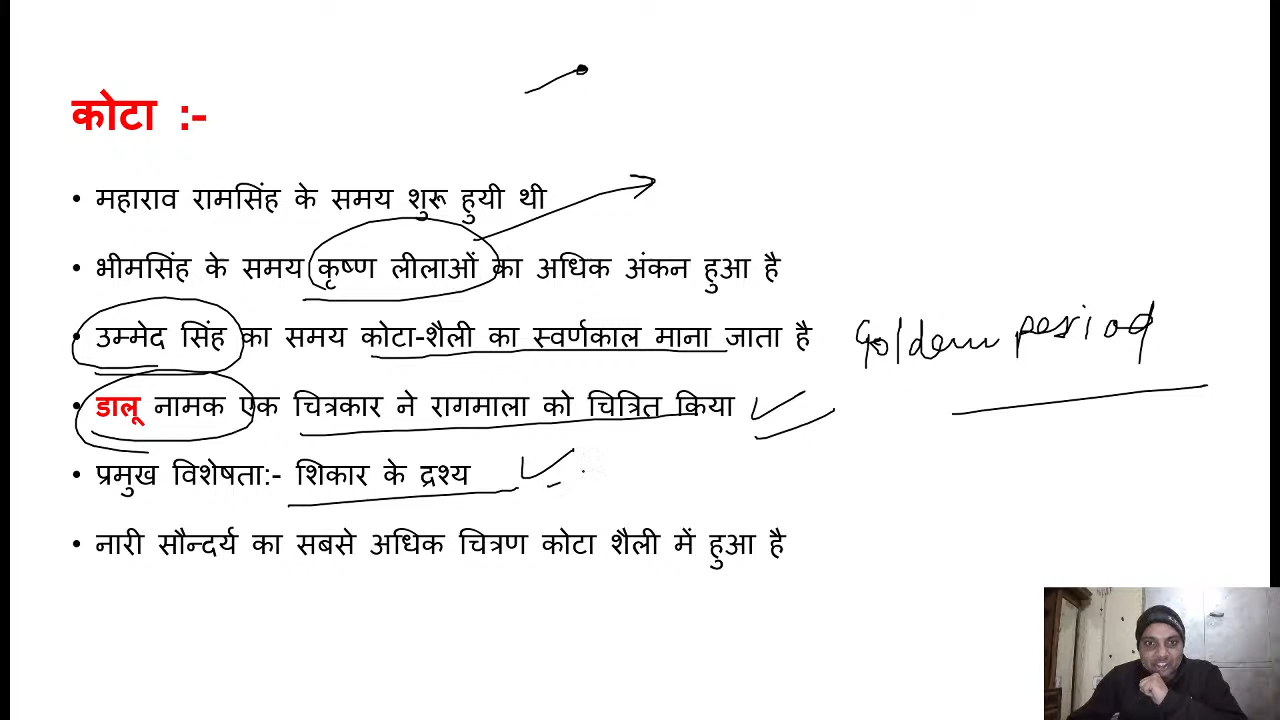 कोटा :-
• महाराव रामसिंह के समय शुरू हुयी थी
• भीमसिंह के समय कृष्ण लीलाओं का अधिक अंकन हुआ है
• उम्मेद सिंह का समय कोटा-शैली का स्वर्णकाल माना जाता है
Golden period
• डालू नामक एक चित्रकार ने रागमाला को चित्रित किया
• प्रमुख विशेषता:- शिकार के द्रश्य
• नारी सौन्दर्य का सबसे अधिक चित्रण कोटा शैली में हुआ है